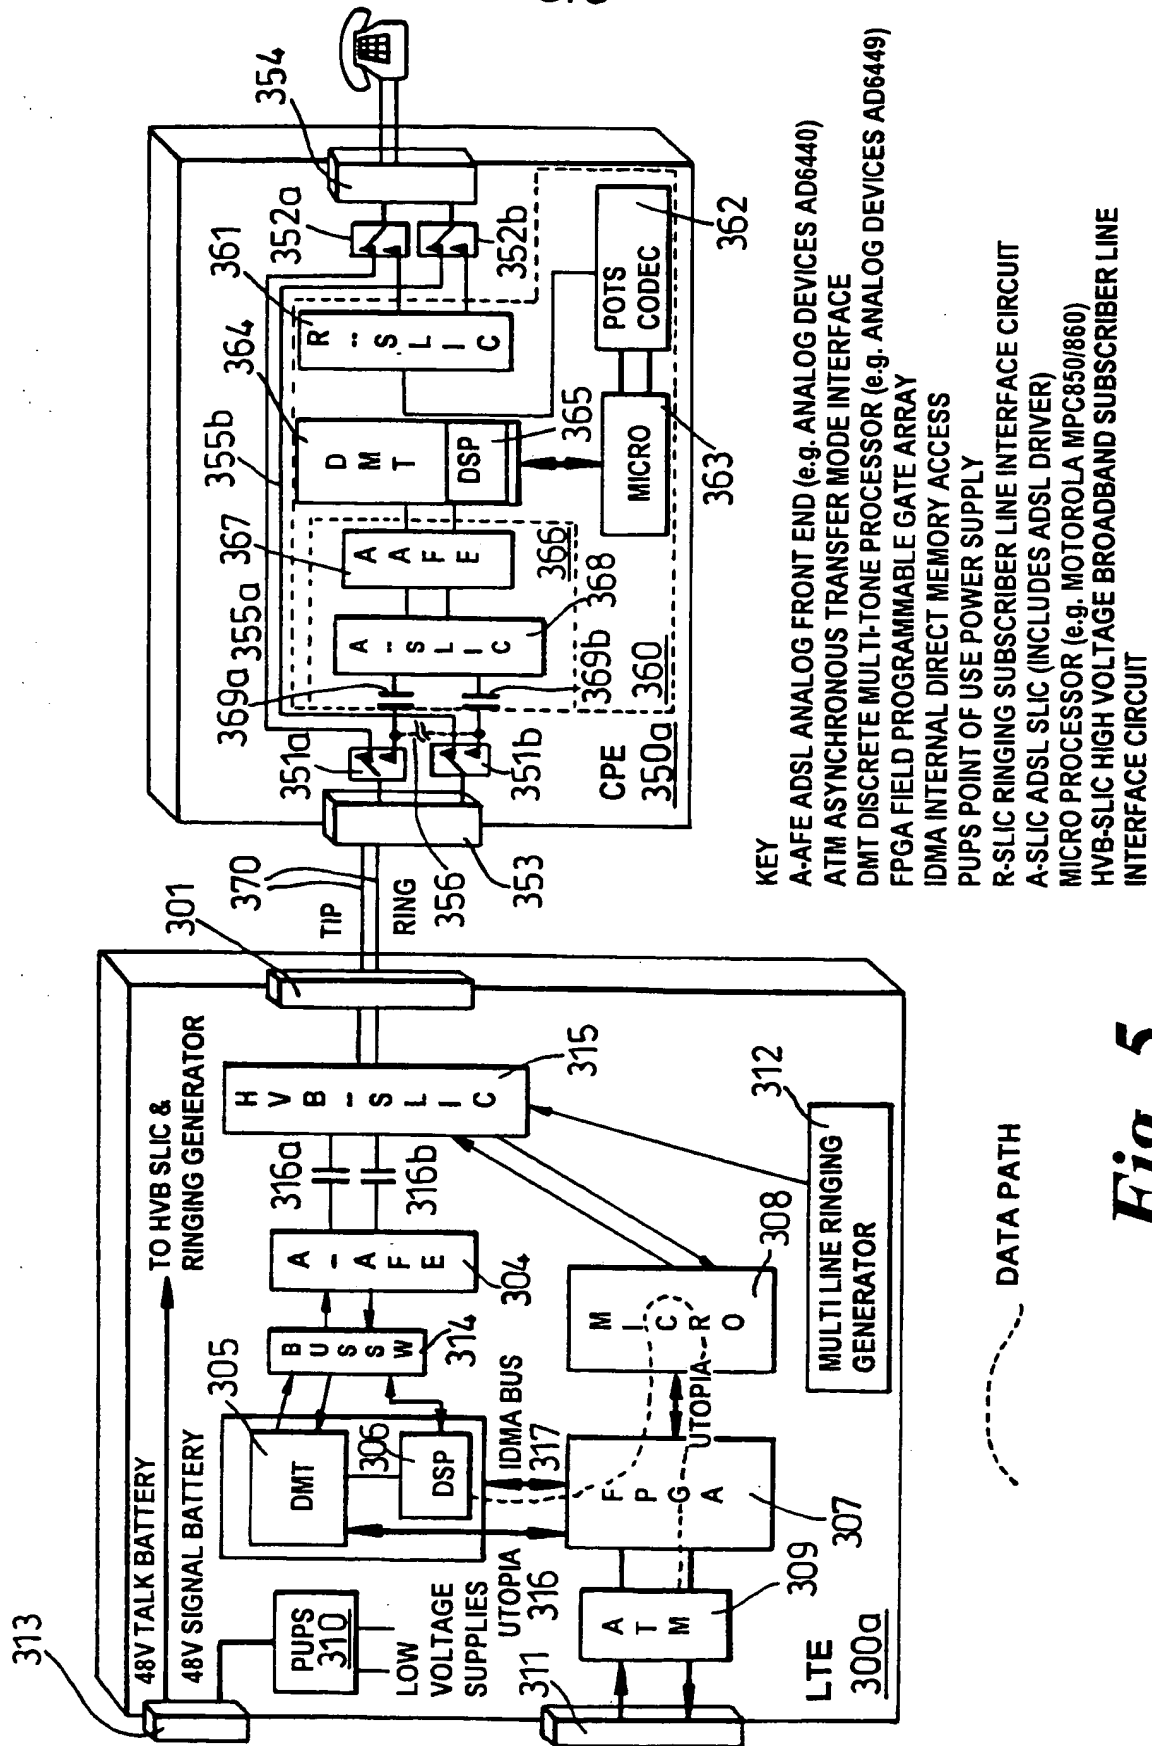 313
48V TALK BATTERY
48V SIGNAL BATTERY
TO HVB SLIC &
RINGING GENERATOR
PUPS
310
LOW
VOLTAGE
SUPPLIES
305
DMT
306
DSP
BUSSW
314
A-AFE
304
316a
316b
HVB-SLIC
315
301
TIP
RING
370
UTOPIA
316
IDMA BUS
317
311
ATM
309
FPGA
307
UTOPIA
MICRO
308
MULTI LINE RINGING
GENERATOR
312
LTE
300a
353
356
351a
351b
369a
369b
355a
355b
A-SLIC
368
366
AAFE
367
DMT
364
DSP
365
R-SLIC
361
352a
352b
354
MICRO
363
POTS
CODEC
362
360
CPE
350a
KEY
A-AFE ADSL ANALOG FRONT END (e.g. ANALOG DEVICES AD6440)
ATM ASYNCHRONOUS TRANSFER MODE INTERFACE
DMT DISCRETE MULTI-TONE PROCESSOR (e.g. ANALOG DEVICES AD6449)
FPGA FIELD PROGRAMMABLE GATE ARRAY
IDMA INTERNAL DIRECT MEMORY ACCESS
PUPS POINT OF USE POWER SUPPLY
R-SLIC RINGING SUBSCRIBER LINE INTERFACE CIRCUIT
A-SLIC ADSL SLIC (INCLUDES ADSL DRIVER)
MICRO PROCESSOR (e.g. MOTOROLA MPC850/860)
HVB-SLIC HIGH VOLTAGE BROADBAND SUBSCRIBER LINE
INTERFACE CIRCUIT
DATA PATH
Fig. 5